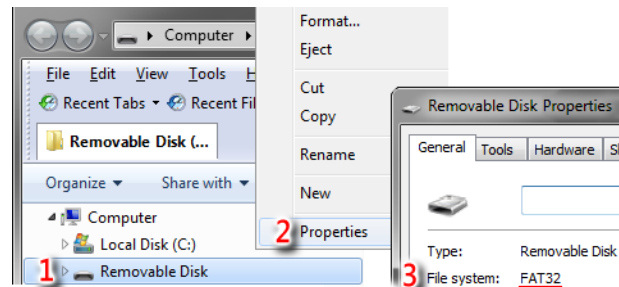 Computer
File Edit View Tools
Recent Tabs Recent
Removable Disk (...
Organize Share with
Computer
Local Disk (C:)
1 Removable Disk
Format...
Eject
Cut
Copy
Rename
New
2 Properties
Removable Disk Properties
General Tools Hardware
Type: Removable Disk
3 File system: FAT32